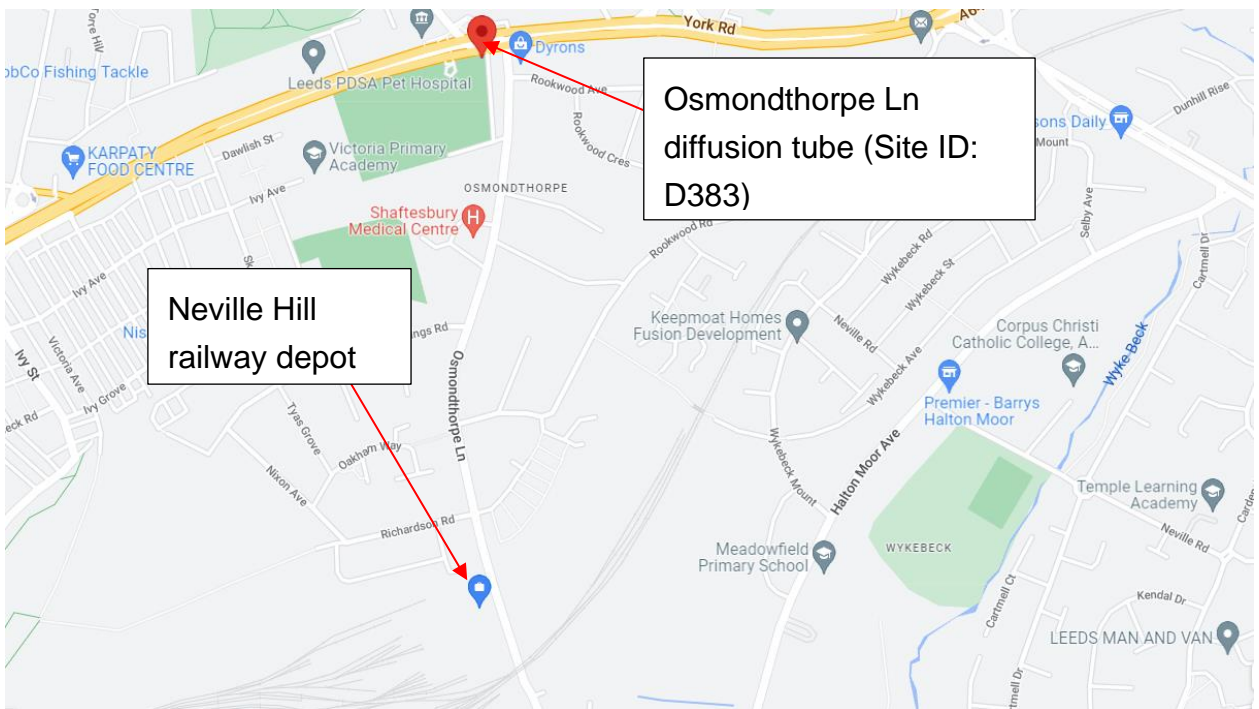 York Rd
Torre Hill
Dyrons
Fishing Tackle
Leeds PDSA Pet Hospital
Rookwood Ave
Osmondthorpe Ln
diffusion tube (Site ID:
D383)
Dunhill Rise
Daily
Mount
KARPATY
FOOD CENTRE
Dawlish St
Victoria Primary
Academy
Rookwood Cres
Ivy Ave
OSMONDTHORPE
Shaftesbury
Medical Centre
Selby Ave
Rookwood Rd
Cartmell Dr
Wykebeck Rd
Wykebeck St
Ivy Ave
Neville Hill
railway depot
Keepmoat Homes
Fusion Development
Neville Rd
Corpus Christi
Catholic College, A...
Wyke Beck
Rd
Ivy St
Victoria Ave
Osmondthorpe Ln
Wykebeck Ave
Premier - Barrys
Halton Moor
Ivy Grove
Rd
Tyas Grove
Oakham Way
Wykebeck Mount
Halton Moor Ave
Nixon Ave
Temple Learning
Academy
Richardson Rd
Neville Rd
Meadowfield
Primary School
WYKEBECK
Cartmell Ct
Kendal Dr
LEEDS MAN AND VAN
Cartmell Dr